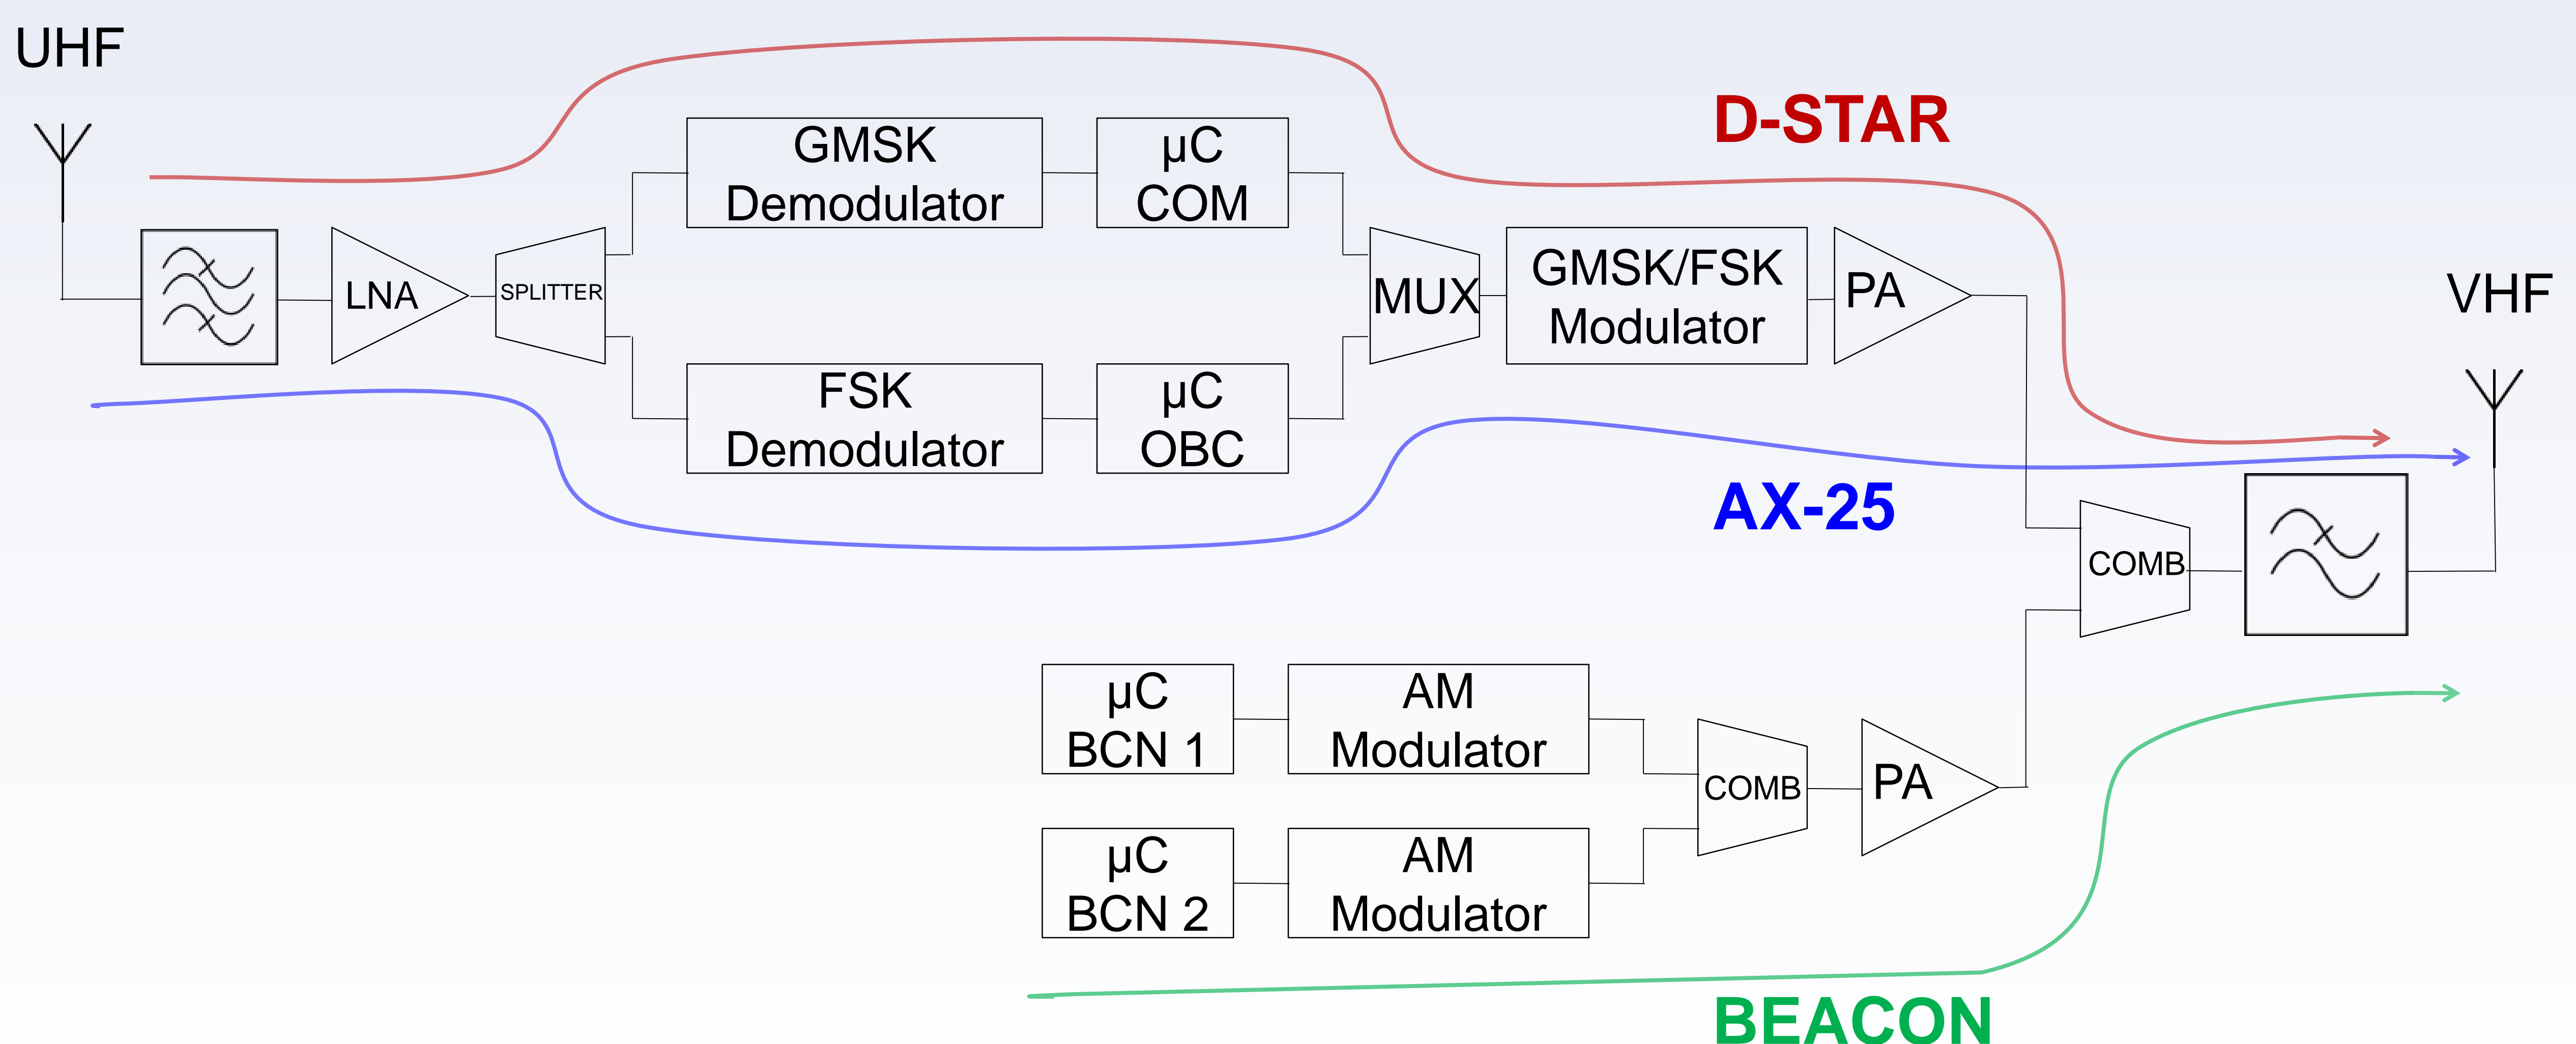 UHF
D-STAR
GMSK
Demodulator
µC
COM
LNA
SPLITTER
MUX
GMSK/FSK
Modulator
PA
VHF
FSK
Demodulator
µC
OBC
AX-25
COMB
µC
BCN 1
AM
Modulator
COMB
PA
µC
BCN 2
AM
Modulator
BEACON